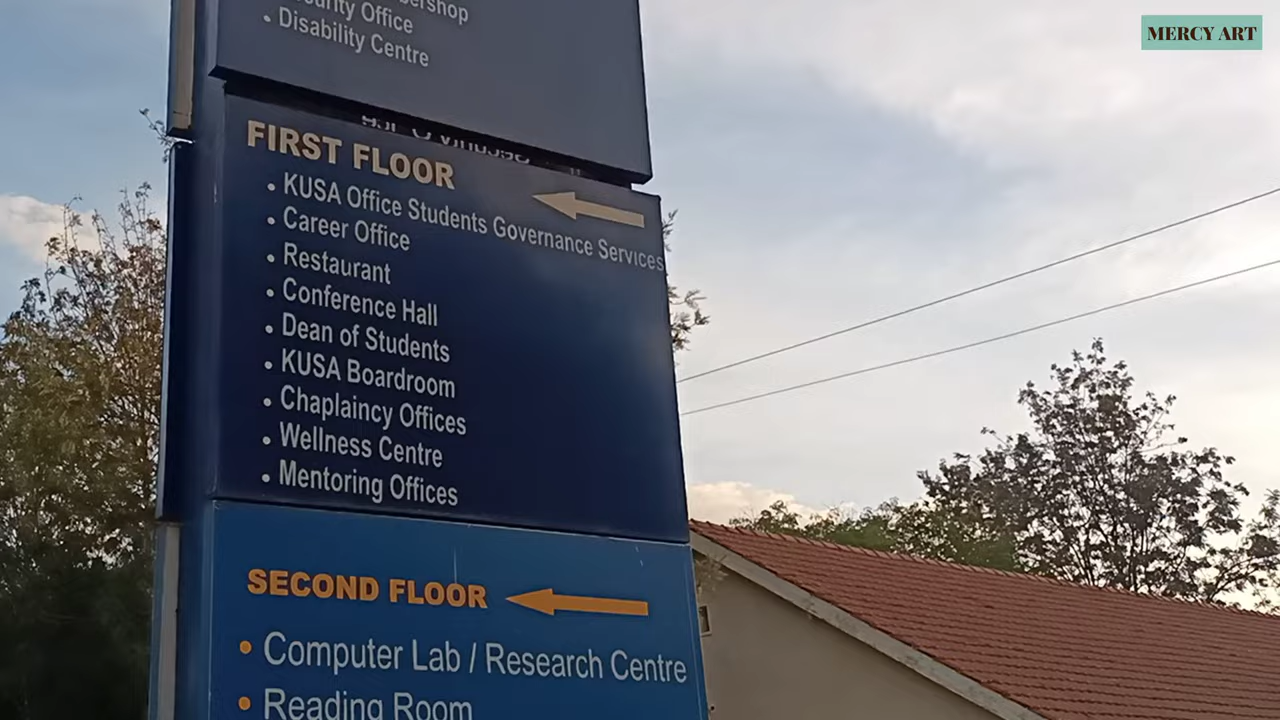 MERCY ART
Office
• Disability Centre
FIRST FLOOR
• KUSA Office Students Governance Services
• Career Office
• Restaurant
• Conference Hall
• Dean of Students
• KUSA Boardroom
• Chaplaincy Offices
• Wellness Centre
• Mentoring Offices
SECOND FLOOR
• Computer Lab / Research Centre
• Reading Room